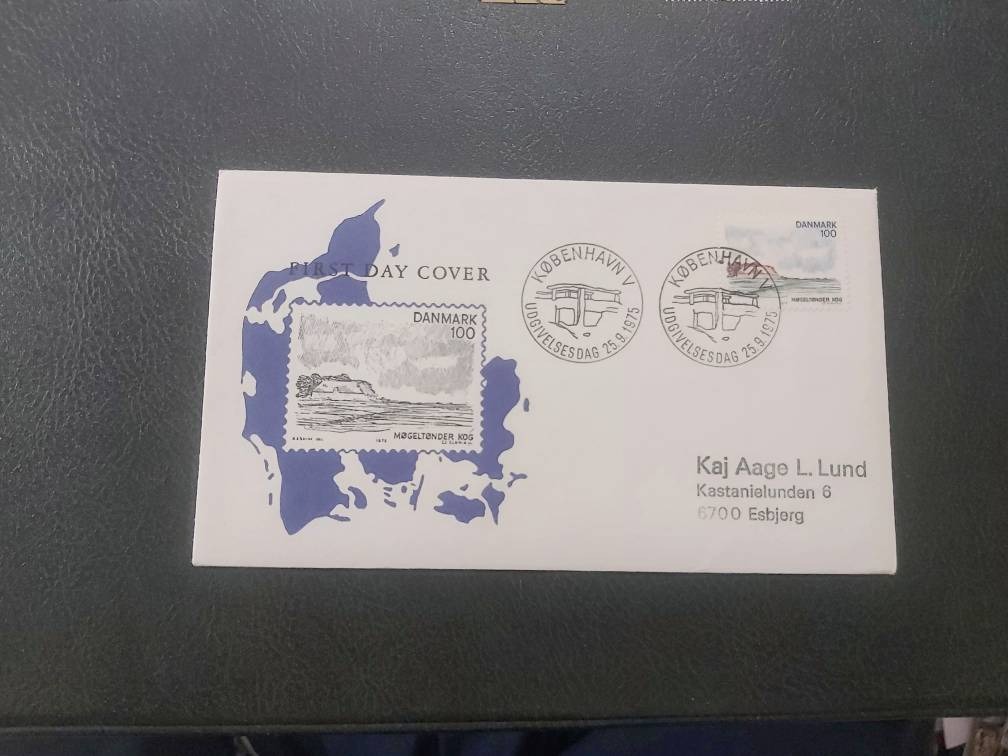 FIRST DAY COVER
DANMARK
100
1975
MØGELTØNDER KOG
KØBENHAVN V
UDGIVELSESDAG 25.9.1975
KØBENHAVN V
UDGIVELSESDAG 25.9.1975
DANMARK
100
MØGELTØNDER KOG
Kaj Aage L. Lund
Kastanielunden 6
6700 Esbjerg